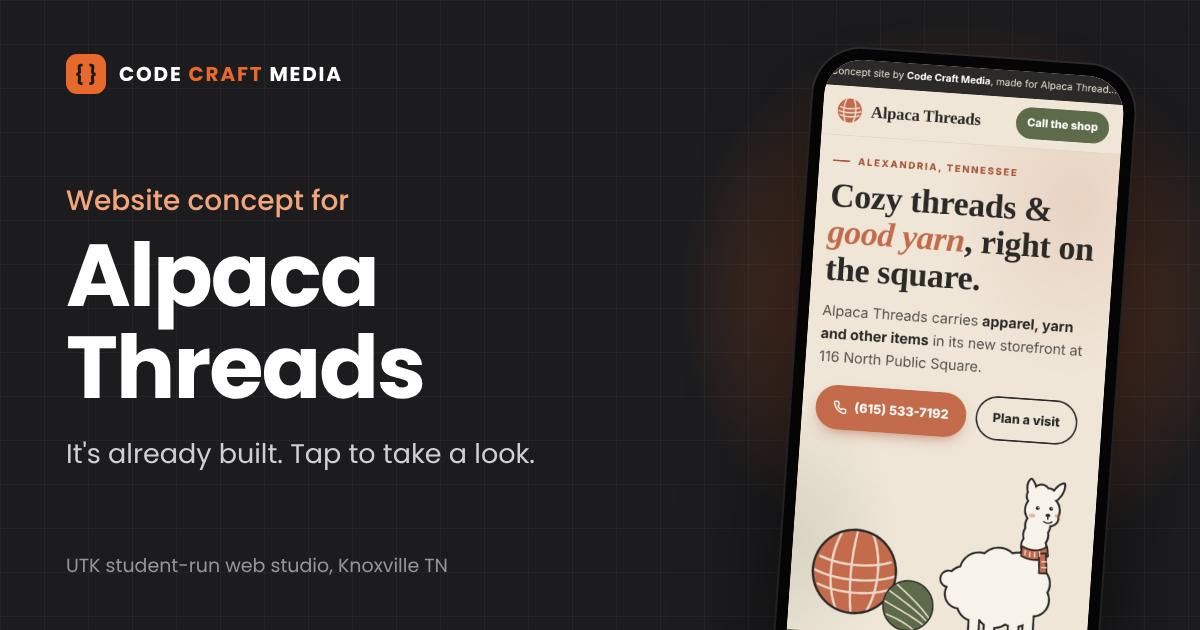 { } CODE CRAFT MEDIA
Website concept for
Alpaca
Threads
It's already built. Tap to take a look.
UTK student-run web studio, Knoxville TN
Concept site by Code Craft Media, made for Alpaca Thread...
Alpaca Threads
Call the shop
ALEXANDRIA, TENNESSEE
Cozy threads &
good yarn, right on
the square.
Alpaca Threads carries apparel, yarn
and other items in its new storefront at
116 North Public Square.
(615) 533-7192
Plan a visit